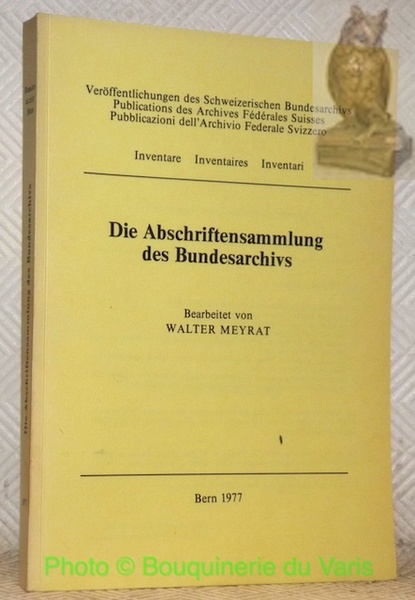 Veröffentlichungen des Schweizerischen Bundesarchivs
Publications des Archives Fédérales Suisses
Pubblicazioni dell'Archivio Federale Svizzero
Inventare Inventaires Inventari
Die Abschriftensammlung
des Bundesarchivs
Bearbeitet von
WALTER MEYRAT
Bern 1977
Die Abschriftensammlung des Bundesarchivs
Photo © Bouquinerie du Varis